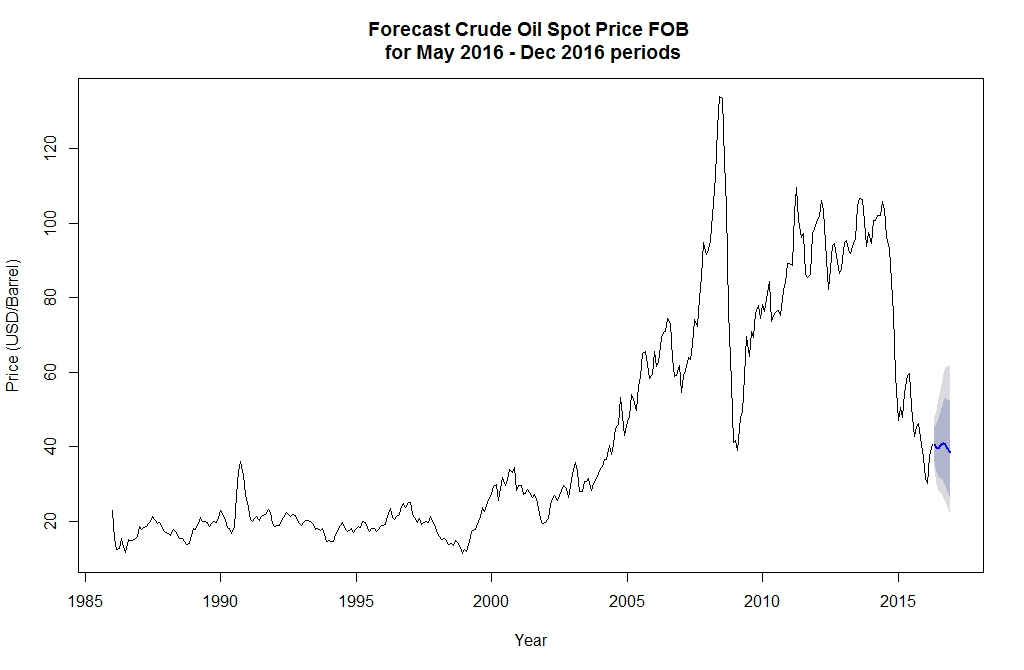 Forecast Crude Oil Spot Price FOB
for May 2016 - Dec 2016 periods
Price (USD/Barrel)
120
100
80
60
40
20
1985 1990 1995 2000 2005 2010 2015
Year